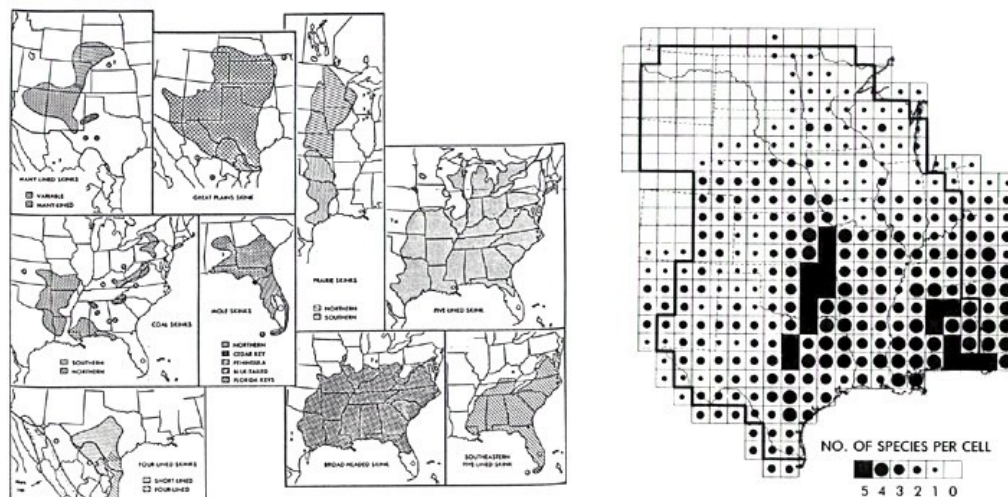 MANY LINED SKINKS
VARIABLE
MANY-LINED
GREAT PLAINS SKINK
PRAIRIE SKINKS
NORTHERN
SOUTHERN
FIVE LINED SKINK
COAL SKINKS
SOUTHERN
NORTHERN
MOLE SKINKS
NORTHERN
CEDAR KEY
PENINSULA
BLUE-TAILED
FLORIDA KEYS
FOUR LINED SKINKS
SHORT-LINED
FOUR-LINED
BROAD HEADED SKINK
SOUTHEASTERN
FIVE LINED SKINK
NO. OF SPECIES PER CELL
5 4 3 2 1 0